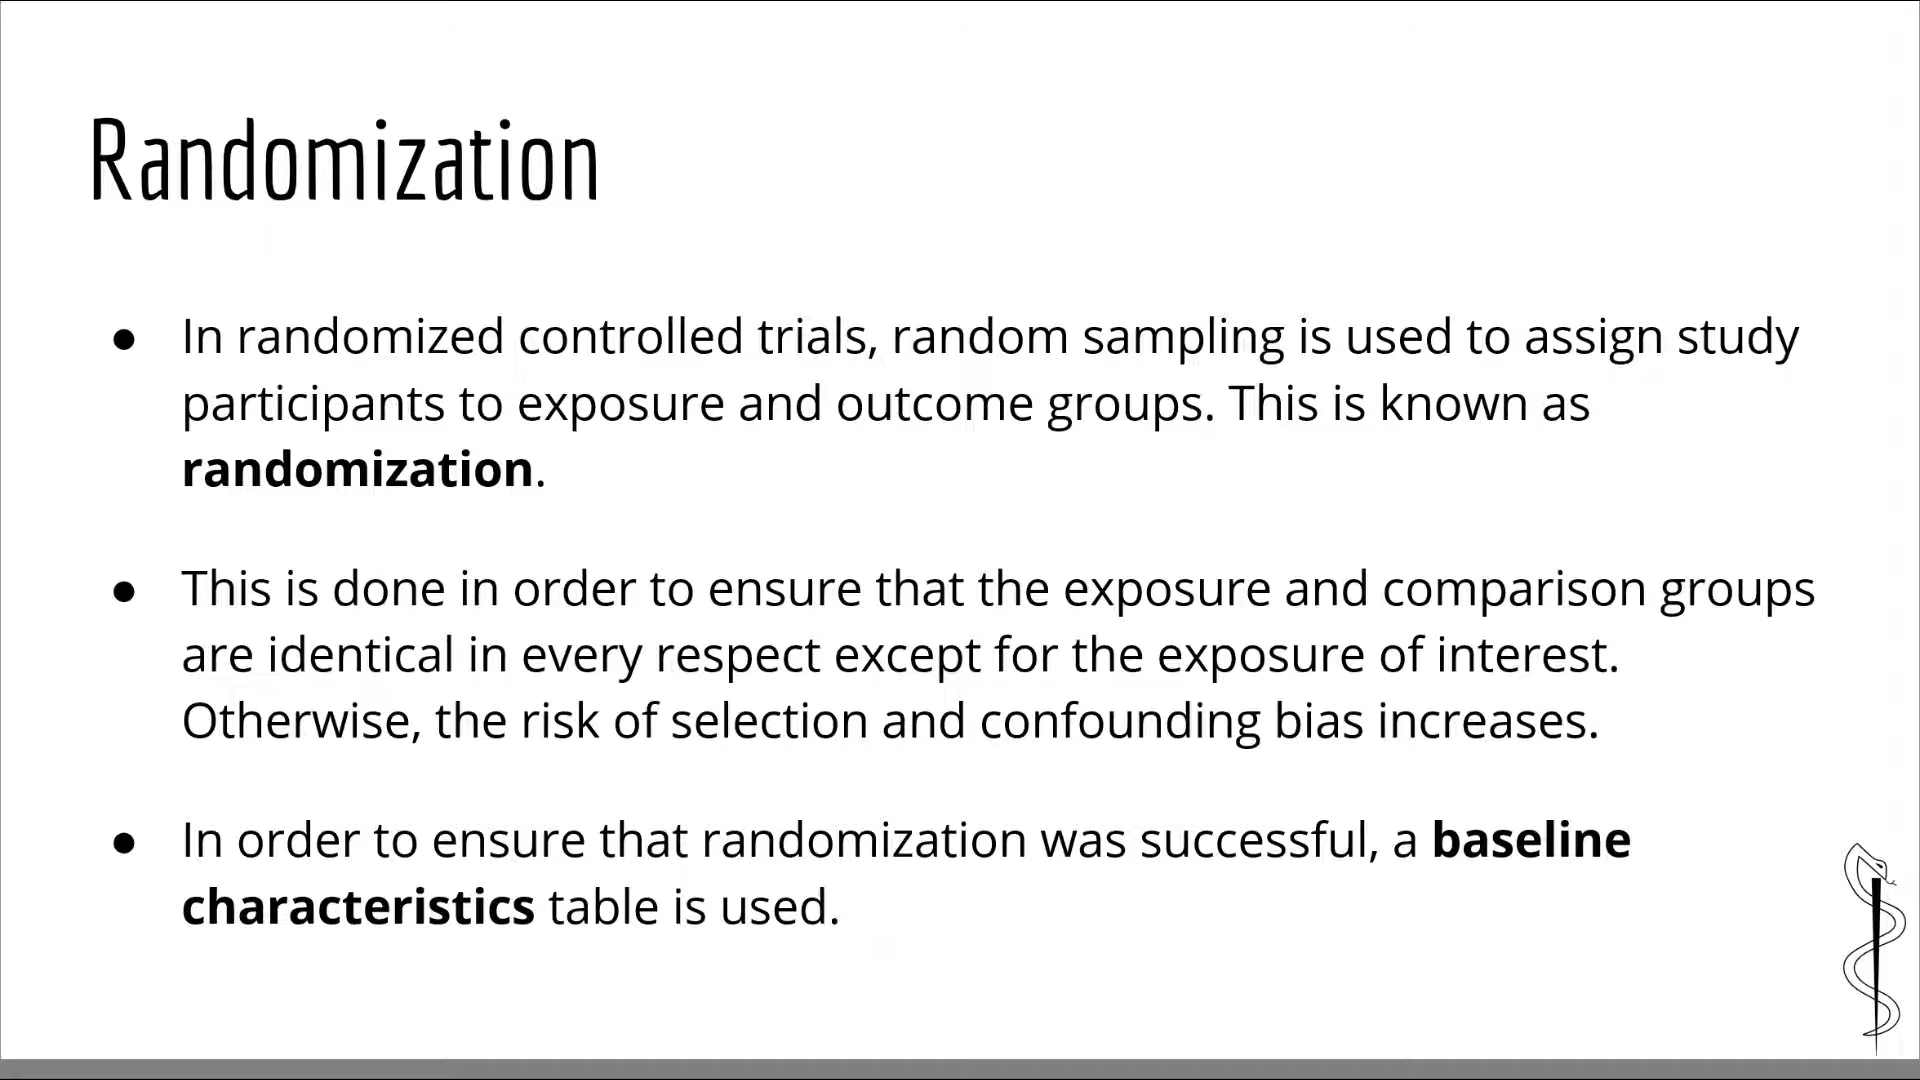 Randomization
● In randomized controlled trials, random sampling is used to assign study
participants to exposure and outcome groups. This is known as
randomization.
● This is done in order to ensure that the exposure and comparison groups
are identical in every respect except for the exposure of interest.
Otherwise, the risk of selection and confounding bias increases.
● In order to ensure that randomization was successful, a baseline
characteristics table is used.